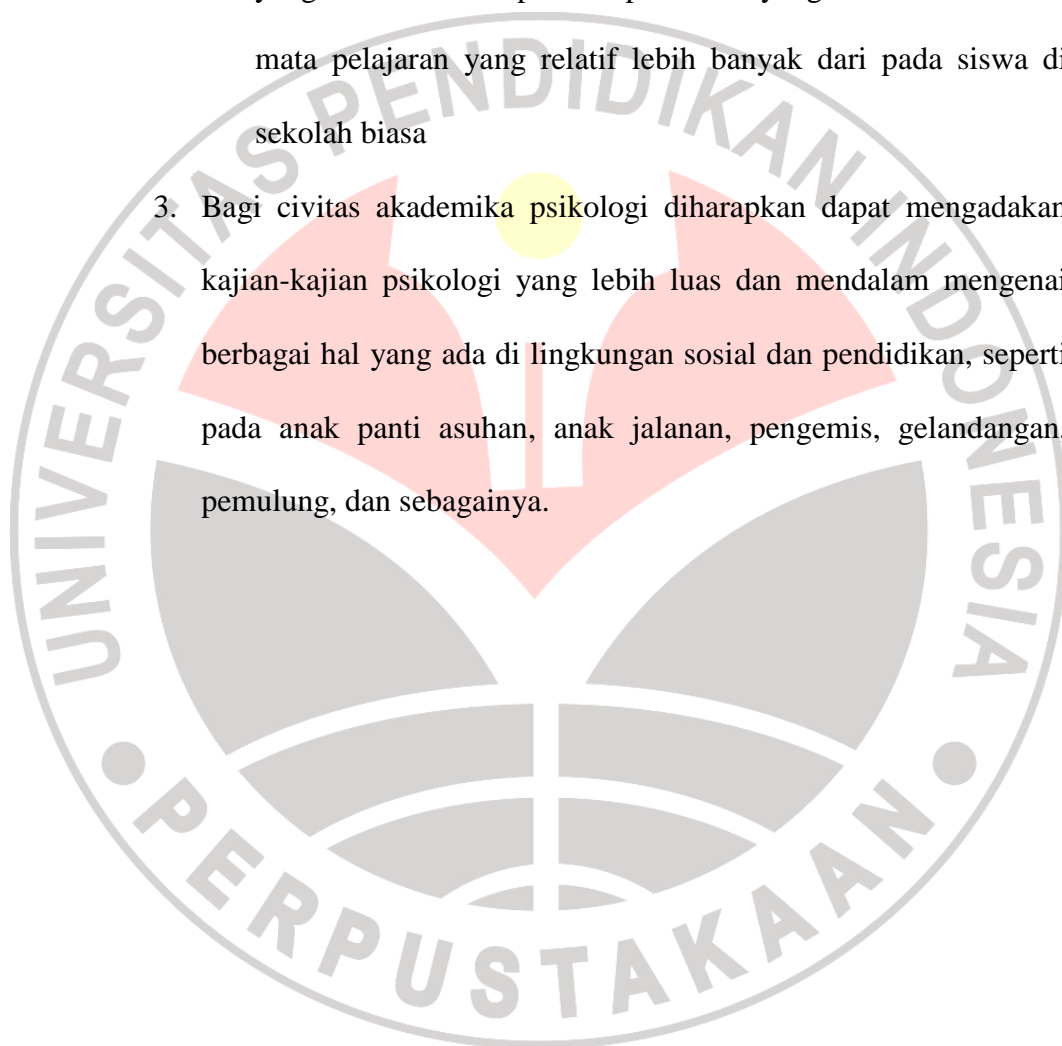 mata pelajaran yang relatif lebih banyak dari pada siswa di
sekolah biasa
3. Bagi civitas akademika psikologi diharapkan dapat mengadakan
kajian-kajian psikologi yang lebih luas dan mendalam mengenai
berbagai hal yang ada di lingkungan sosial dan pendidikan, seperti
pada anak panti asuhan, anak jalanan, pengemis, gelandangan,
pemulung, dan sebagainya.
UNIVERSITAS PENDIDIKAN INDONESIA
PERPUSTAKAAN